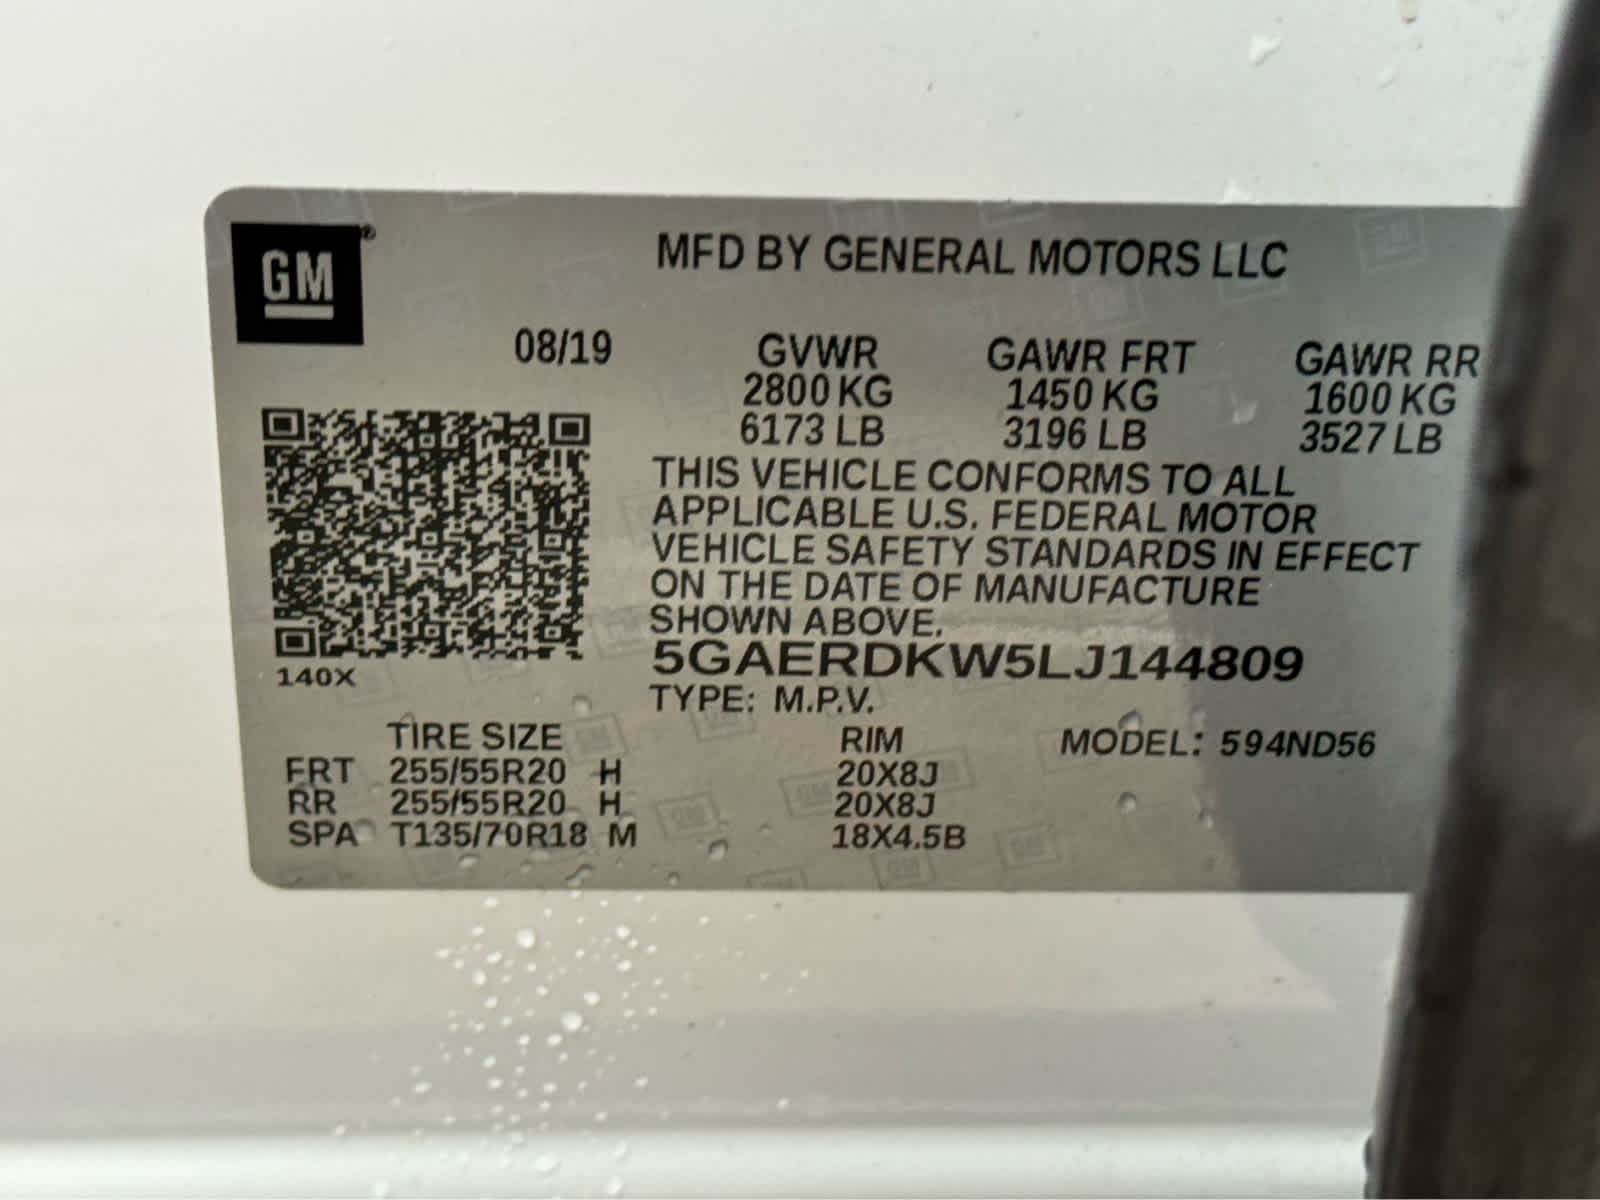 GM®
MFD BY GENERAL MOTORS LLC
08/19 GVWR GAWR FRT GAWR RR
2800 KG 1450 KG 1600 KG
6173 LB 3196 LB 3527 LB
THIS VEHICLE CONFORMS TO ALL
APPLICABLE U.S. FEDERAL MOTOR
VEHICLE SAFETY STANDARDS IN EFFECT
ON THE DATE OF MANUFACTURE
SHOWN ABOVE.
5GAERDKW5LJ144809
140X
TYPE: M.P.V.
TIRE SIZE RIM MODEL: 594ND56
FRT 255/55R20 H 20X8J
RR 255/55R20 H 20X8J
SPA T135/70R18 M 18X4.5B